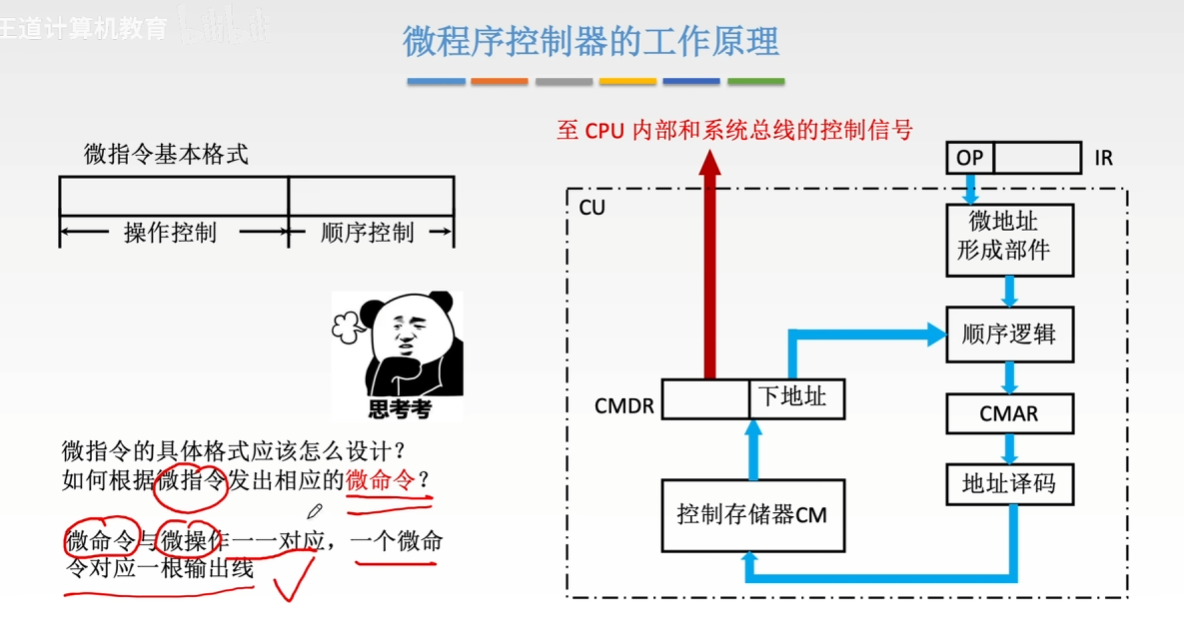 王道计算机教育
微程序控制器的工作原理
微指令基本格式
操作控制
顺序控制
思考考
微指令的具体格式应该怎么设计？
如何根据微指令发出相应的微命令？
微命令与微操作一一对应，一个微命
令对应一根输出线
至 CPU 内部和系统总线的控制信号
OP
IR
CU
微地址
形成部件
顺序逻辑
CMDR
下地址
CMAR
地址译码
控制存储器CM